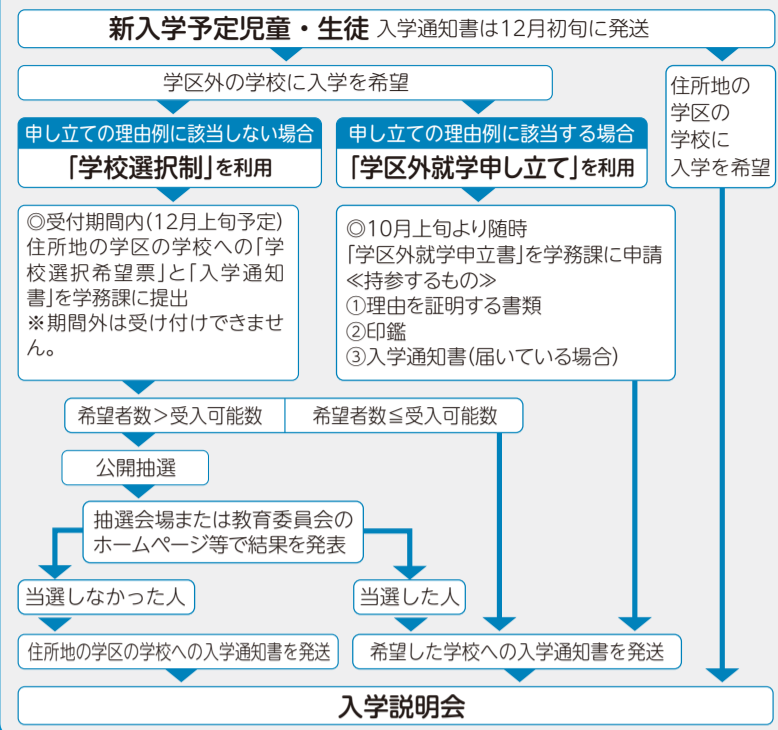 新入学予定児童・生徒 入学通知書は12月初旬に発送
学区外の学校に入学を希望
住所地の
学区の
学校に
入学を希望
申し立ての理由例に該当しない場合
「学校選択制」を利用
申し立ての理由例に該当する場合
「学区外就学申し立て」を利用
◎受付期間内(12月上旬予定)
住所地の学区の学校への「学
校選択希望票」と「入学通知
書」を学務課に提出
※期間外は受け付けできませ
ん。
◎10月上旬より随時
「学区外就学申立書」を学務課に申請
≪持参するもの≫
①理由を証明する書類
②印鑑
③入学通知書(届いている場合)
希望者数>受入可能数
希望者数≦受入可能数
公開抽選
抽選会場または教育委員会の
ホームページ等で結果を発表
当選しなかった人
当選した人
住所地の学区の学校への入学通知書を発送
希望した学校への入学通知書を発送
入学説明会